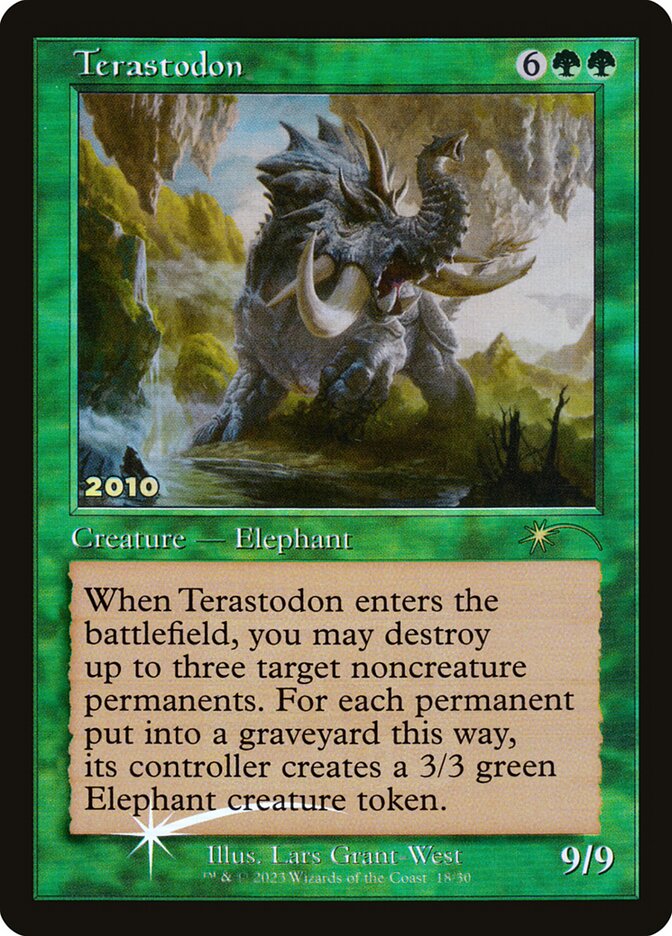 Terastodon 6
2010
Creature — Elephant
When Terastodon enters the
battlefield, you may destroy
up to three target noncreature
permanents. For each permanent
put into a graveyard this way,
its controller creates a 3/3 green
Elephant creature token.
Illus. Lars Grant-West
9/9
™ & © 2023 Wizards of the Coast 18/30